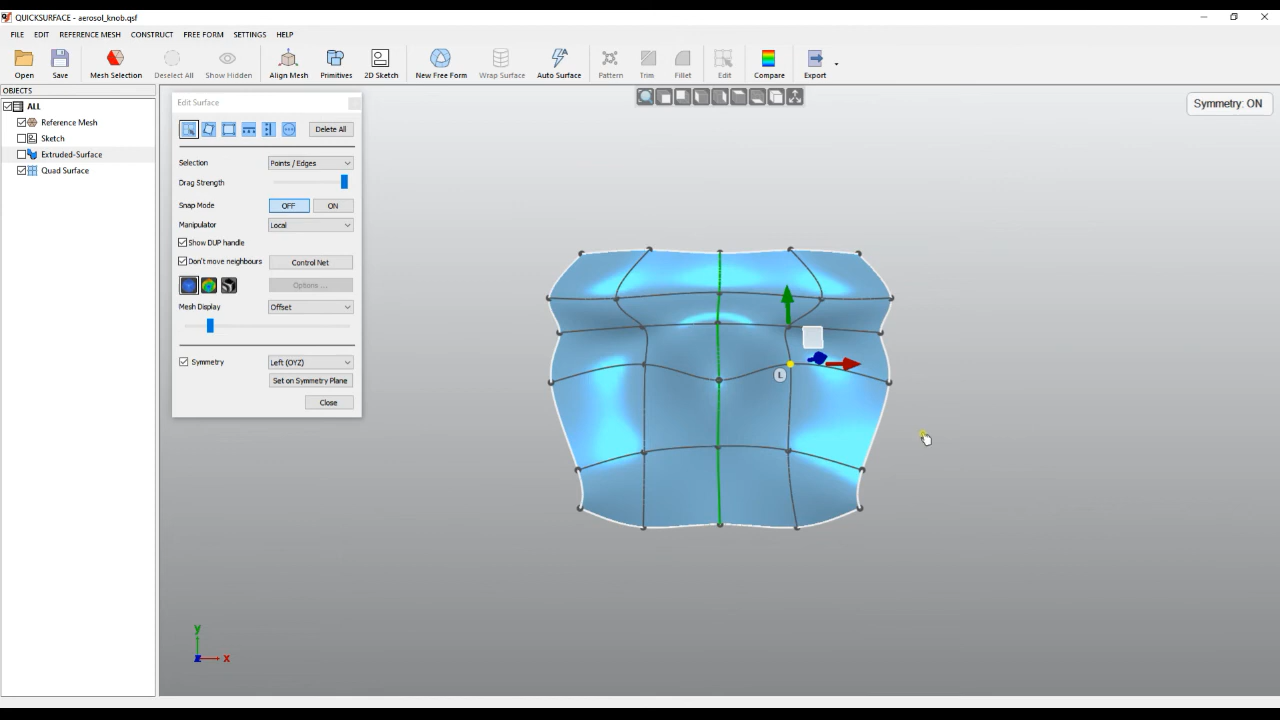 QUICKSURFACE - aerosol_knob.qsf
FILE EDIT REFERENCE MESH CONSTRUCT FREE FORM SETTINGS HELP
Open Save Mesh Selection Deselect All Show Hidden Align Mesh Primitives 2D Sketch New Free Form Wrap Surface Auto Surface Pattern Trim Fillet Edit Compare Export
OBJECTS
ALL
Reference Mesh
Sketch
Extruded-Surface
Quad Surface
Edit Surface
Delete All
Selection Points / Edges
Drag Strength
Snap Mode OFF ON
Manipulator Local
Show DUP handle
Don't move neighbours Control Net
Options ...
Mesh Display Offset
Symmetry Left (OYZ)
Set on Symmetry Plane
Close
Symmetry: ON
L
y
z x